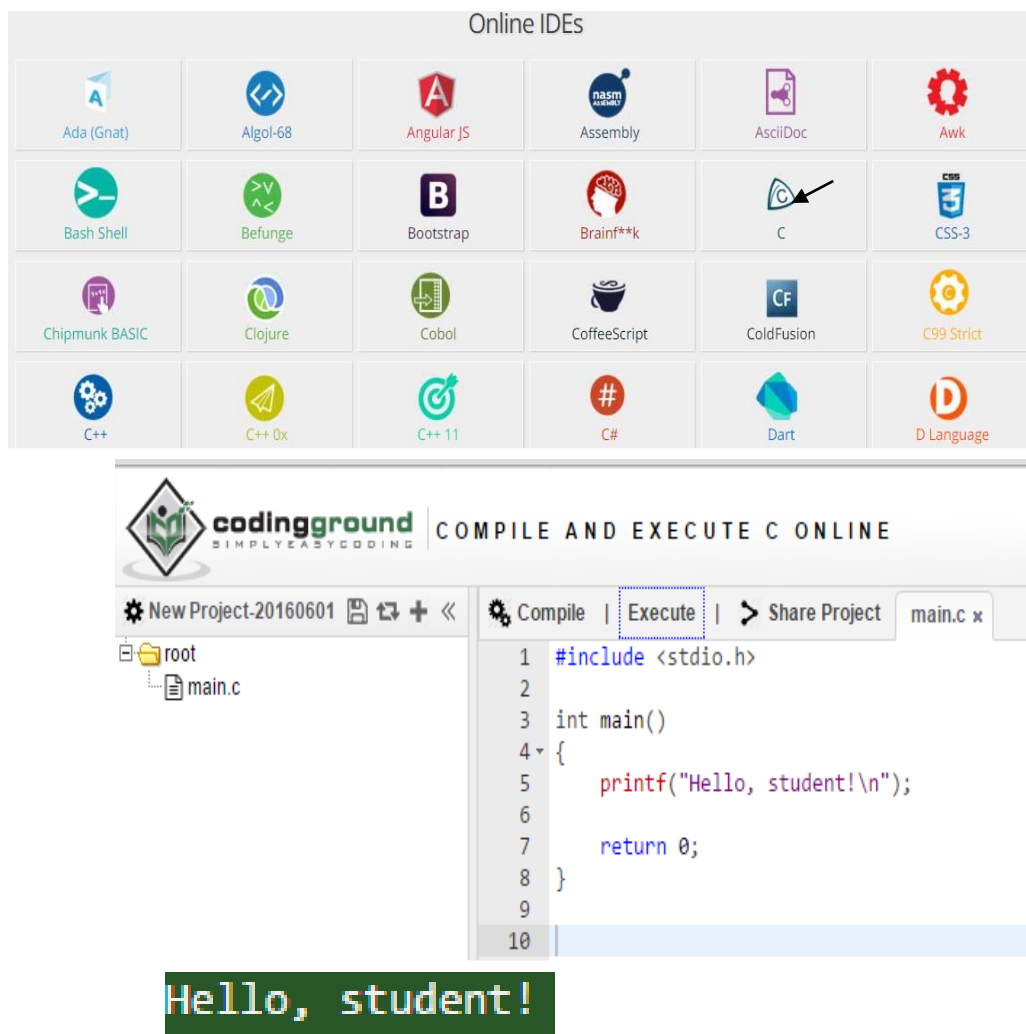 Online IDEs
Ada (Gnat) Algol-68 Angular JS nasm ASSEMBLY Assembly AsciiDoc Awk
Bash Shell Befunge Bootstrap Brainf**k C CSS CSS-3
Chipmunk BASIC Clojure Cobol CoffeeScript CF ColdFusion C99 Strict
C++ C++ 0x C++ 11 C# Dart D Language
codingground COMPILE AND EXECUTE C ONLINE
SIMPLYEASYCODING
New Project-20160601 Compile | Execute | Share Project main.c x
root
main.c
1 #include <stdio.h>
2
3 int main()
4 {
5 printf("Hello, student!\n");
6
7 return 0;
8 }
9
10
Hello, student!